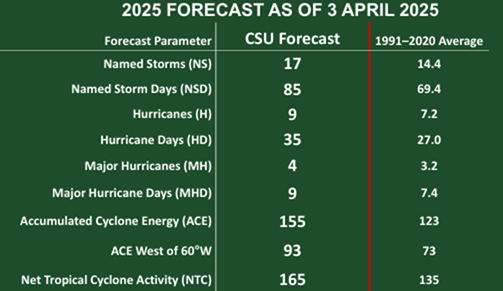 2025 FORECAST AS OF 3 APRIL 2025
Forecast Parameter CSU Forecast 1991–2020 Average
Named Storms (NS) 17 14.4
Named Storm Days (NSD) 85 69.4
Hurricanes (H) 9 7.2
Hurricane Days (HD) 35 27.0
Major Hurricanes (MH) 4 3.2
Major Hurricane Days (MHD) 9 7.4
Accumulated Cyclone Energy (ACE) 155 123
ACE West of 60°W 93 73
Net Tropical Cyclone Activity (NTC) 165 135